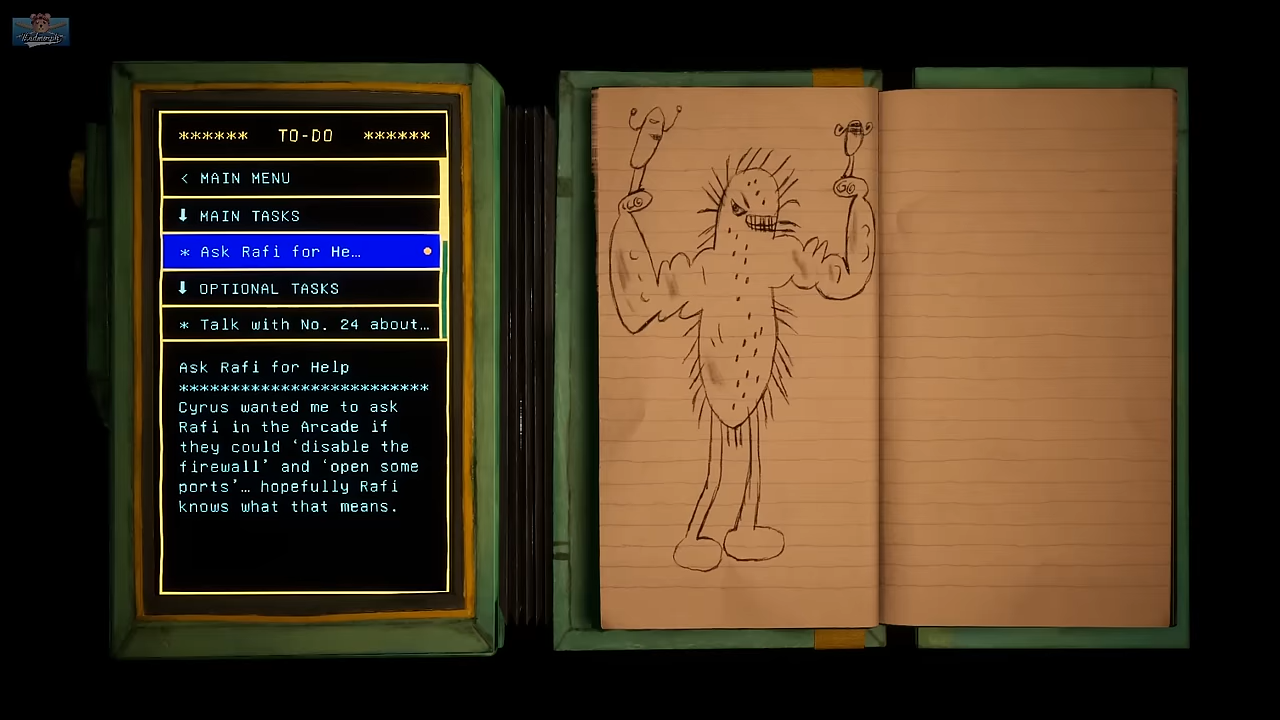 ****** TO-DO ******
< MAIN MENU
⬇ MAIN TASKS
* Ask Rafi for He…
⬇ OPTIONAL TASKS
* Talk with No. 24 about…
Ask Rafi for Help
*************************
Cyrus wanted me to ask
Rafi in the Arcade if
they could ‘disable the
firewall’ and ‘open some
ports’… hopefully Rafi
knows what that means.